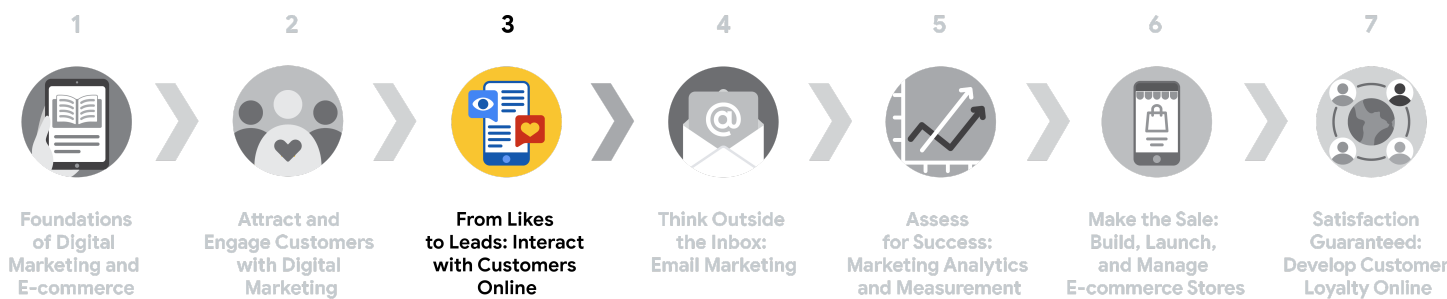 1
2
3
4
5
6
7
@
Foundations
of Digital
Marketing and
E-commerce
Attract and
Engage Customers
with Digital
Marketing
From Likes
to Leads: Interact
with Customers
Online
Think Outside
the Inbox:
Email Marketing
Assess
for Success:
Marketing Analytics
and Measurement
Make the Sale:
Build, Launch,
and Manage
E-commerce Stores
Satisfaction
Guaranteed:
Develop Customer
Loyalty Online